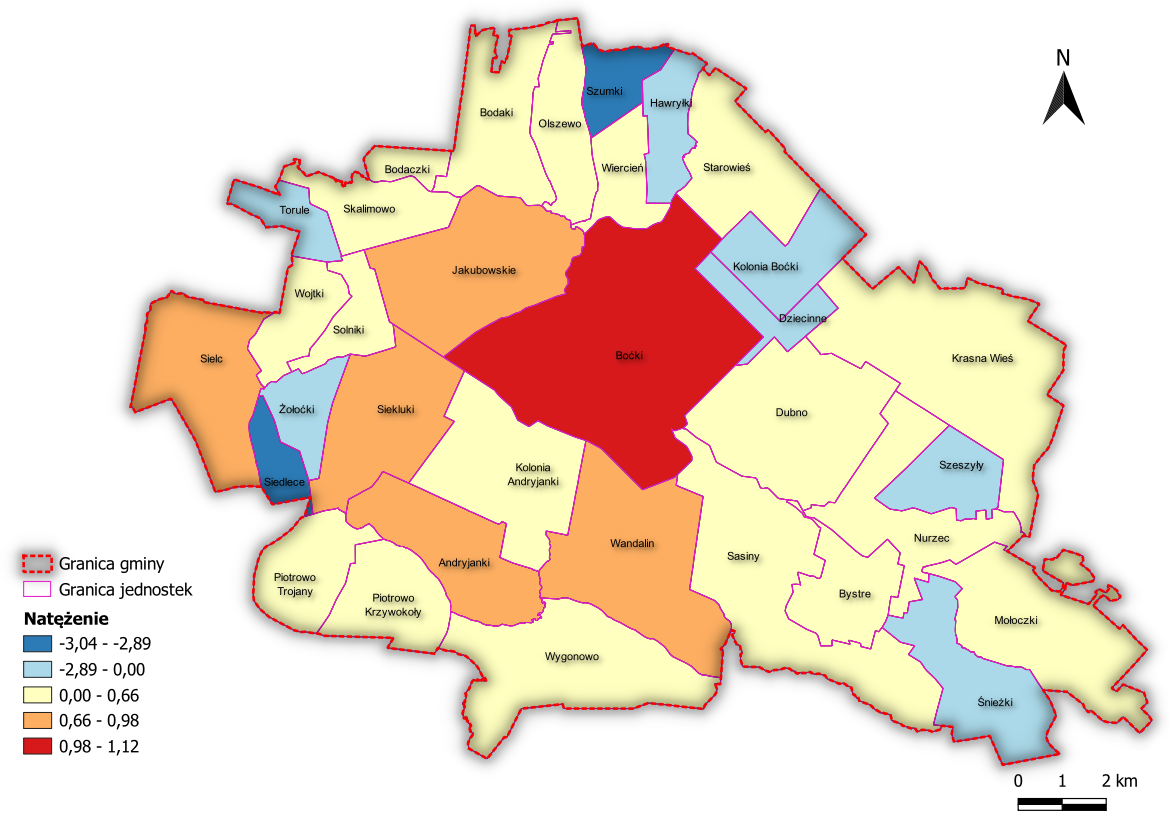 N
Szumki
Hawryłki
Bodaki
Olszewo
Bodaczki
Wiercień
Starowieś
Torule
Skalimowo
Jakubowskie
Kolonia Boćki
Wojtki
Dziecinne
Solniki
Sielc
Boćki
Krasna Wieś
Żołoćki
Siekluki
Dubno
Kolonia
Andryjanki
Szeszyły
Siedlece
Wandalin
Nurzec
Sasiny
Andryjanki
Piotrowo
Trojany
Piotrowo
Krzywokoły
Bystre
Mołoczki
Wygonowo
Śnieżki
Granica gminy
Granica jednostek
Natężenie
-3,04 - -2,89
-2,89 - 0,00
0,00 - 0,66
0,66 - 0,98
0,98 - 1,12
0 1 2 km